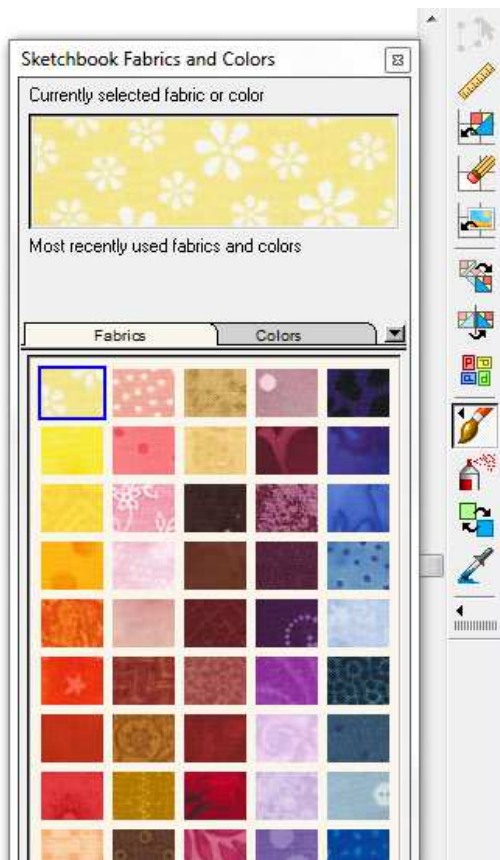 Sketchbook Fabrics and Colors
Currently selected fabric or color
Most recently used fabrics and colors
Fabrics
Colors